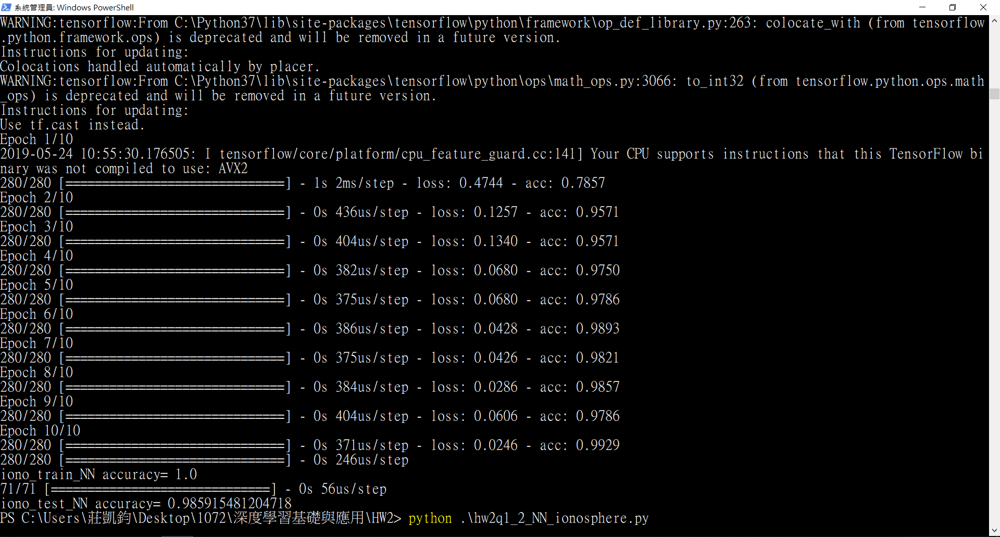 系統管理員: Windows PowerShell
WARNING:tensorflow:From C:\Python37\lib\site-packages\tensorflow\python\framework\op_def_library.py:263: colocate_with (from tensorflow
.python.framework.ops) is deprecated and will be removed in a future version.
Instructions for updating:
Colocations handled automatically by placer.
WARNING:tensorflow:From C:\Python37\lib\site-packages\tensorflow\python\ops\math_ops.py:3066: to_int32 (from tensorflow.python.ops.math
_ops) is deprecated and will be removed in a future version.
Instructions for updating:
Use tf.cast instead.
Epoch 1/10
2019-05-24 10:55:30.176505: I tensorflow/core/platform/cpu_feature_guard.cc:141] Your CPU supports instructions that this TensorFlow bi
nary was not compiled to use: AVX2
280/280 [==============================] - 1s 2ms/step - loss: 0.4744 - acc: 0.7857
Epoch 2/10
280/280 [==============================] - 0s 436us/step - loss: 0.1257 - acc: 0.9571
Epoch 3/10
280/280 [==============================] - 0s 404us/step - loss: 0.1340 - acc: 0.9571
Epoch 4/10
280/280 [==============================] - 0s 382us/step - loss: 0.0680 - acc: 0.9750
Epoch 5/10
280/280 [==============================] - 0s 375us/step - loss: 0.0680 - acc: 0.9786
Epoch 6/10
280/280 [==============================] - 0s 386us/step - loss: 0.0428 - acc: 0.9893
Epoch 7/10
280/280 [==============================] - 0s 375us/step - loss: 0.0426 - acc: 0.9821
Epoch 8/10
280/280 [==============================] - 0s 384us/step - loss: 0.0286 - acc: 0.9857
Epoch 9/10
280/280 [==============================] - 0s 404us/step - loss: 0.0606 - acc: 0.9786
Epoch 10/10
280/280 [==============================] - 0s 371us/step - loss: 0.0246 - acc: 0.9929
280/280 [==============================] - 0s 246us/step
iono_train_NN accuracy= 1.0
71/71 [==============================] - 0s 56us/step
iono_test_NN accuracy= 0.985915481204718
PS C:\Users\莊凱鈞\Desktop\1072\深度學習基礎與應用\HW2> python .\hw2q1_2_NN_ionosphere.py